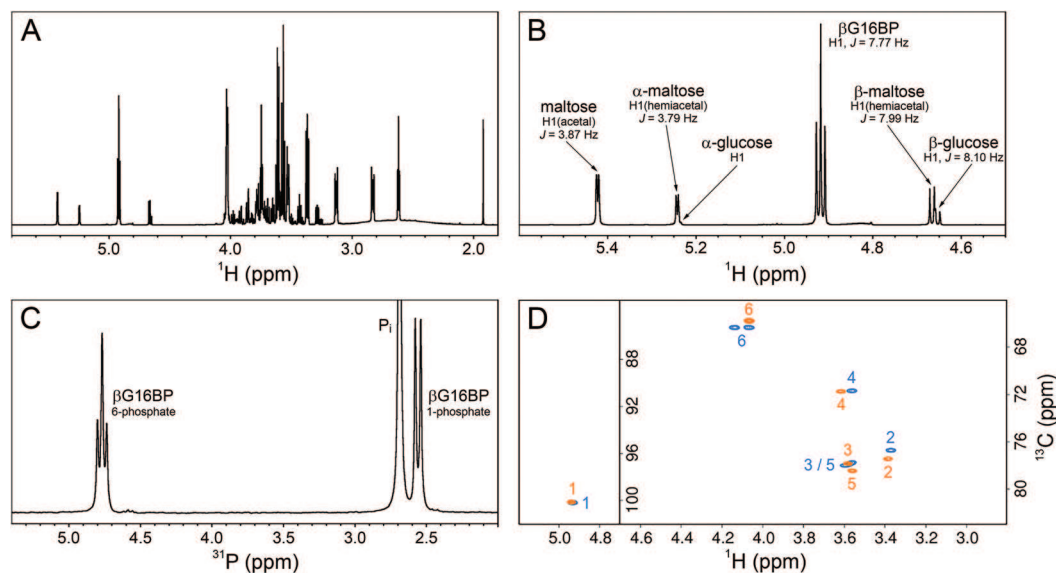 A
5.0
4.0
3.0
2.0
1H (ppm)
B
βG16BP
H1, J = 7.77 Hz
maltose
H1(acetal)
J = 3.87 Hz
α-maltose
H1(hemiacetal)
J = 3.79 Hz
α-glucose
H1
β-maltose
H1(hemiacetal)
J = 7.99 Hz
β-glucose
H1, J = 8.10 Hz
5.4
5.2
5.0
4.8
4.6
1H (ppm)
C
Pi
βG16BP
6-phosphate
βG16BP
1-phosphate
5.0
4.5
4.0
3.5
3.0
2.5
31P (ppm)
D
6
6
4
4
2
3
3 / 5
2
5
1
1
88
92
96
100
68
72
76
80
13C (ppm)
5.0
4.8
4.6
4.4
4.2
4.0
3.8
3.6
3.4
3.2
3.0
1H (ppm)